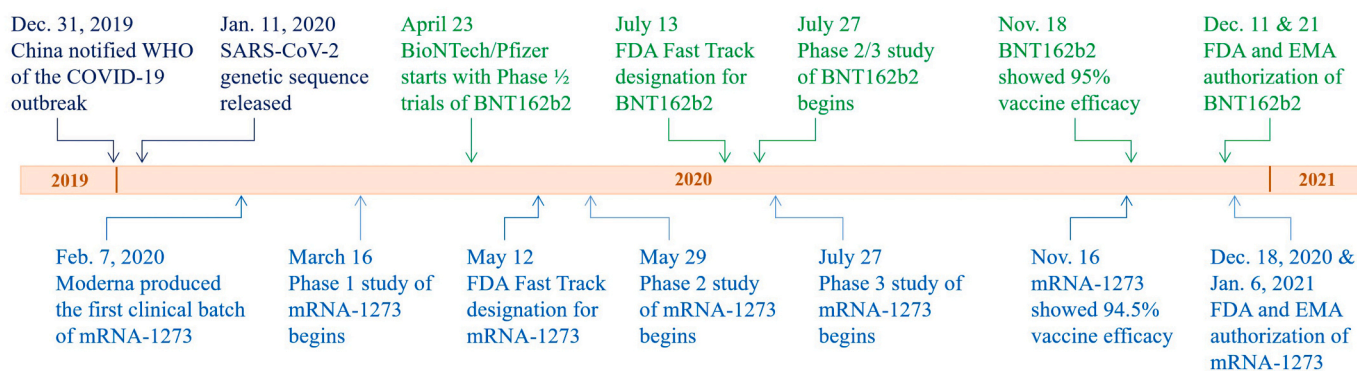 Dec. 31, 2019
China notified WHO
of the COVID-19
outbreak
Jan. 11, 2020
SARS-CoV-2
genetic sequence
released
April 23
BioNTech/Pfizer
starts with Phase ½
trials of BNT162b2
July 13
FDA Fast Track
designation for
BNT162b2
July 27
Phase 2/3 study
of BNT162b2
begins
Nov. 18
BNT162b2
showed 95%
vaccine efficacy
Dec. 11 & 21
FDA and EMA
authorization of
BNT162b2
2019
2020
2021
Feb. 7, 2020
Moderna produced
the first clinical batch
of mRNA-1273
March 16
Phase 1 study of
mRNA-1273
begins
May 12
FDA Fast Track
designation for
mRNA-1273
May 29
Phase 2 study
of mRNA-1273
begins
July 27
Phase 3 study of
mRNA-1273
begins
Nov. 16
mRNA-1273
showed 94.5%
vaccine efficacy
Dec. 18, 2020 &
Jan. 6, 2021
FDA and EMA
authorization of
mRNA-1273